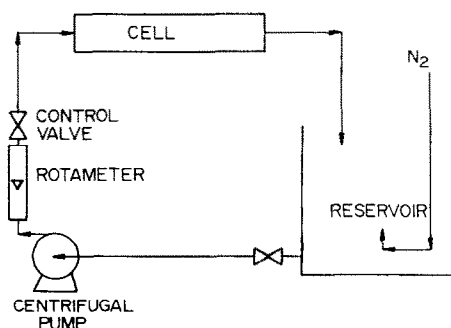 CELL
N2
CONTROL
VALVE
ROTAMETER
RESERVOIR
CENTRIFUGAL
PUMP